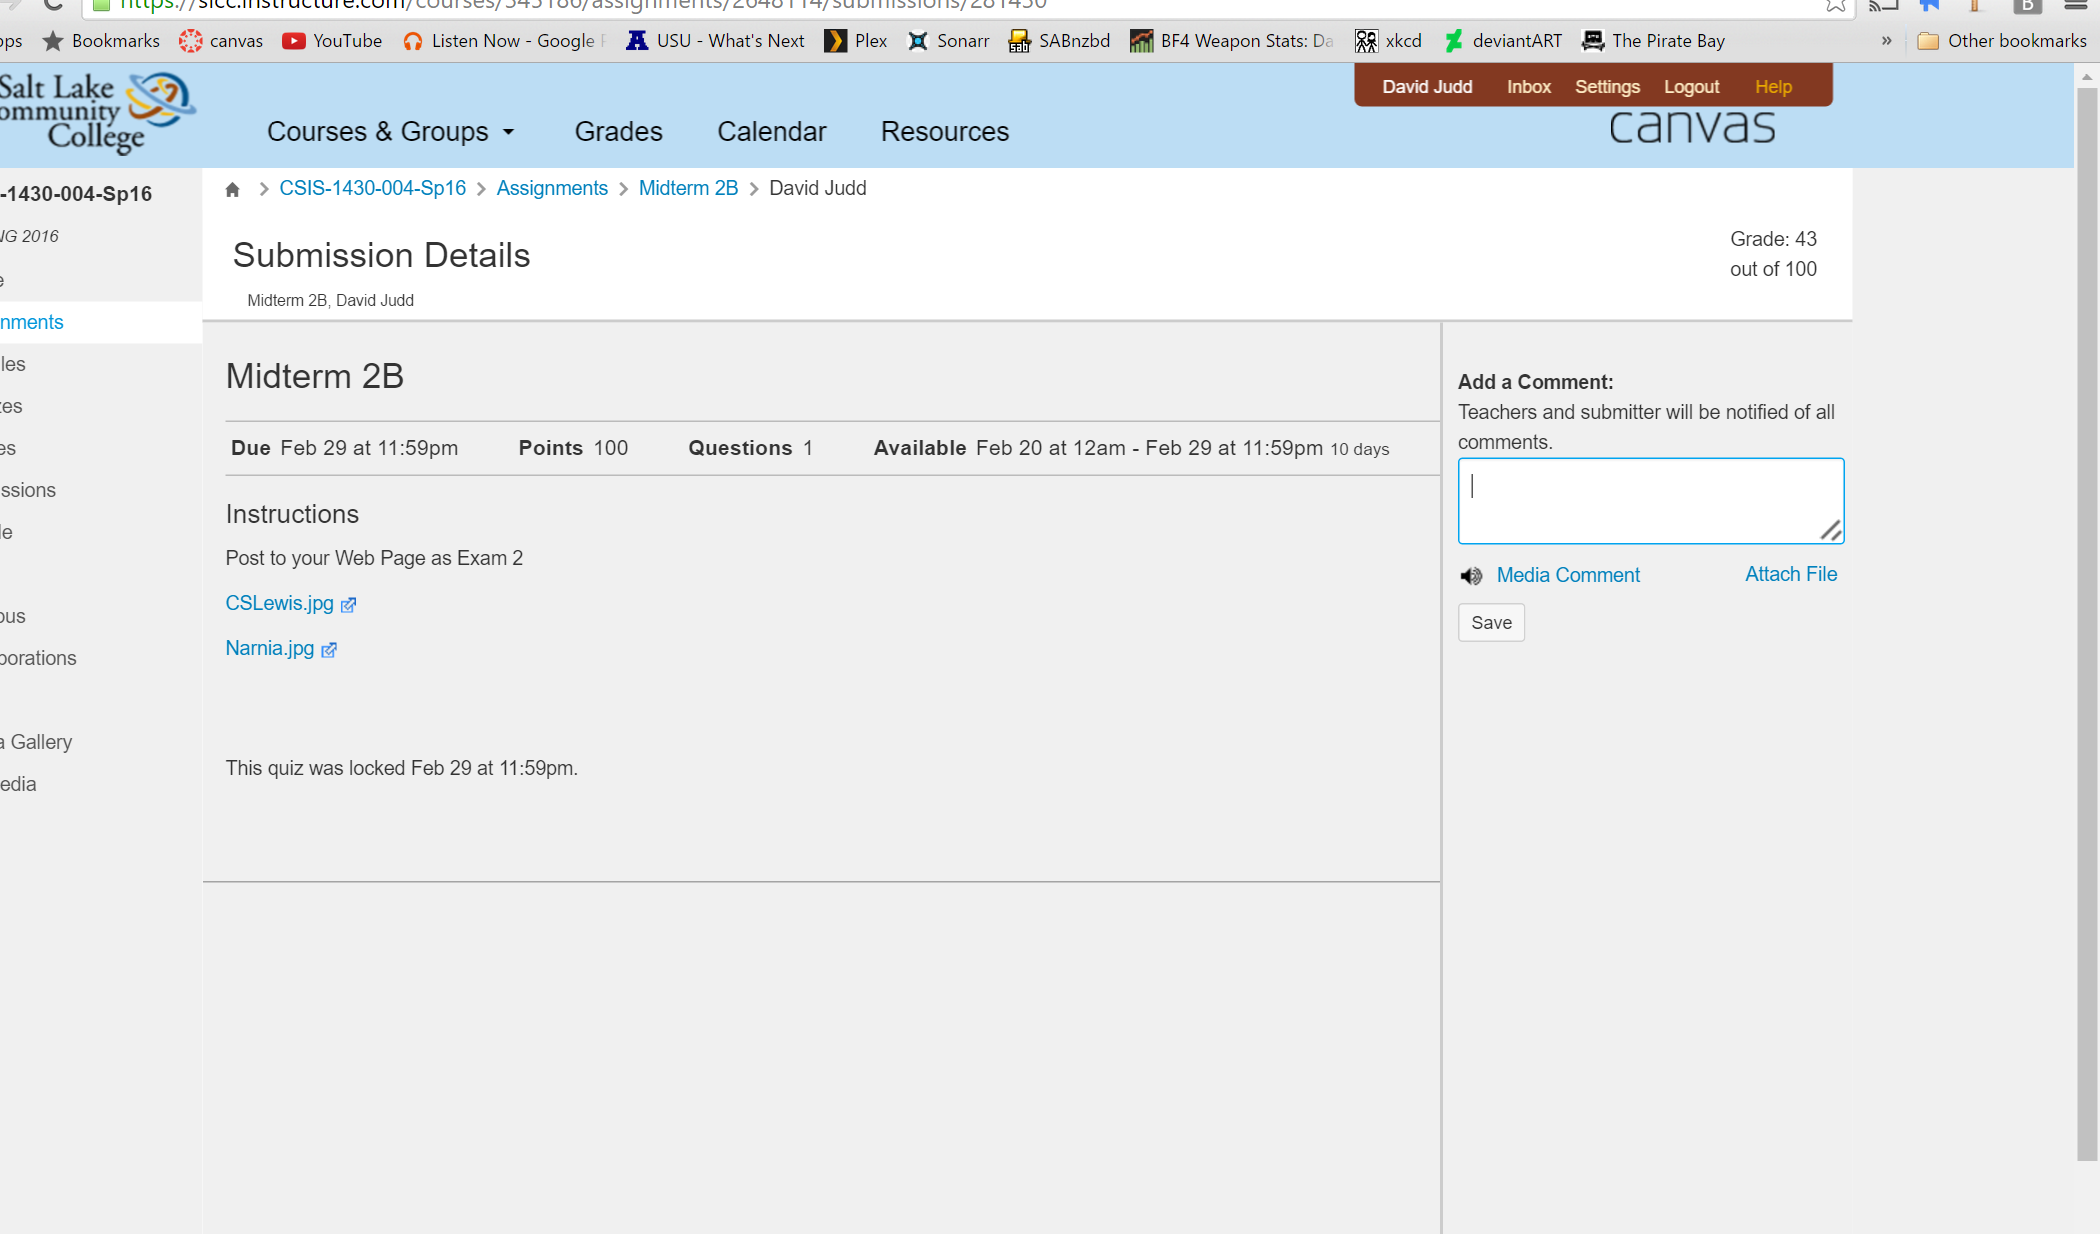 https://slcc.instructure.com/courses/345186/assignments/2648114/submissions/281430
Bookmarks canvas YouTube Listen Now - Google USU - What's Next Plex Sonarr SABnzbd BF4 Weapon Stats: Da xkcd deviantART The Pirate Bay » Other bookmarks
Salt Lake
ommunity
College
David Judd Inbox Settings Logout Help
Courses & Groups Grades Calendar Resources
canvas
-1430-004-Sp16
NG 2016
e
nments
les
es
es
ssions
le
bus
borations
a Gallery
edia
CSIS-1430-004-Sp16 > Assignments > Midterm 2B > David Judd
Submission Details
Midterm 2B, David Judd
Grade: 43
out of 100
Midterm 2B
Due Feb 29 at 11:59pm Points 100 Questions 1 Available Feb 20 at 12am - Feb 29 at 11:59pm 10 days
Instructions
Post to your Web Page as Exam 2
CSLewis.jpg
Narnia.jpg
This quiz was locked Feb 29 at 11:59pm.
Add a Comment:
Teachers and submitter will be notified of all
comments.
Media Comment Attach File
Save